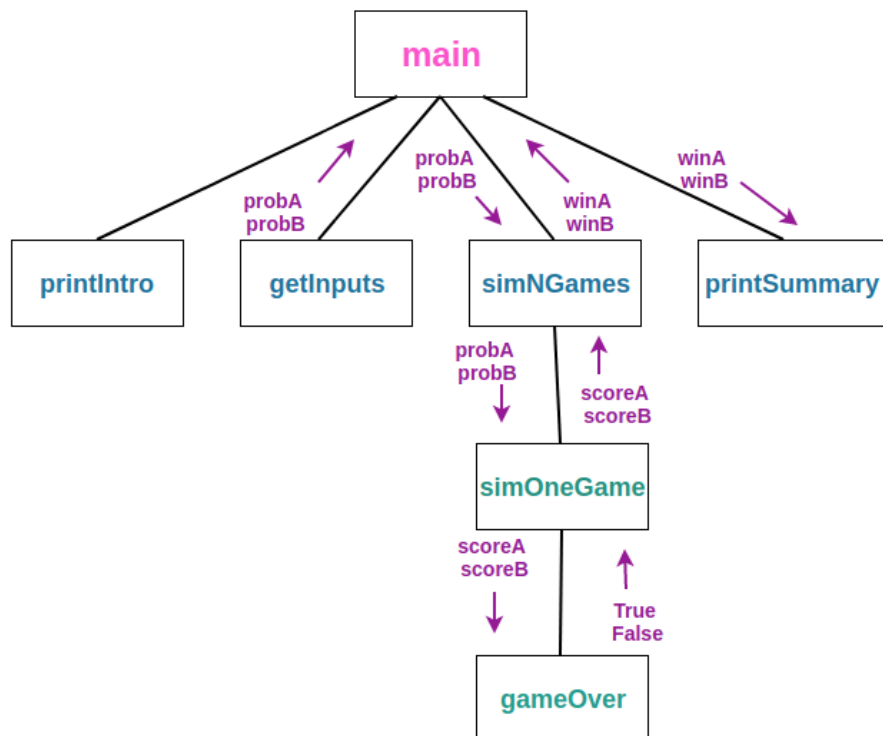 main
probA
probB
probA
probB
winA
winB
winA
winB
printIntro
getInputs
simNGames
printSummary
probA
probB
scoreA
scoreB
simOneGame
scoreA
scoreB
True
False
gameOver